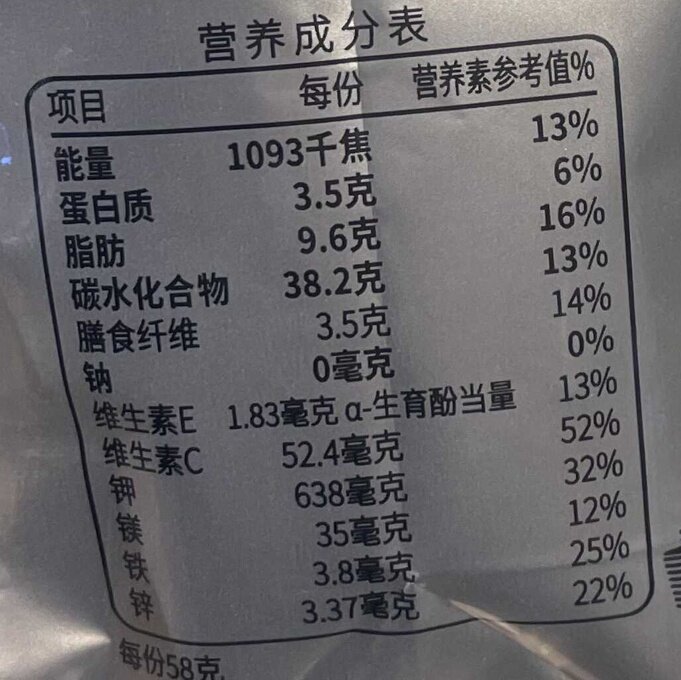 营养成分表
项目 每份 营养素参考值%
能量 1093千焦 13%
蛋白质 3.5克 6%
脂肪 9.6克 16%
碳水化合物 38.2克 13%
膳食纤维 3.5克 14%
钠 0毫克 0%
维生素E 1.83毫克 α-生育酚当量 13%
维生素C 52.4毫克 52%
钾 638毫克 32%
镁 35毫克 12%
铁 3.8毫克 25%
锌 3.37毫克 22%
每份58克